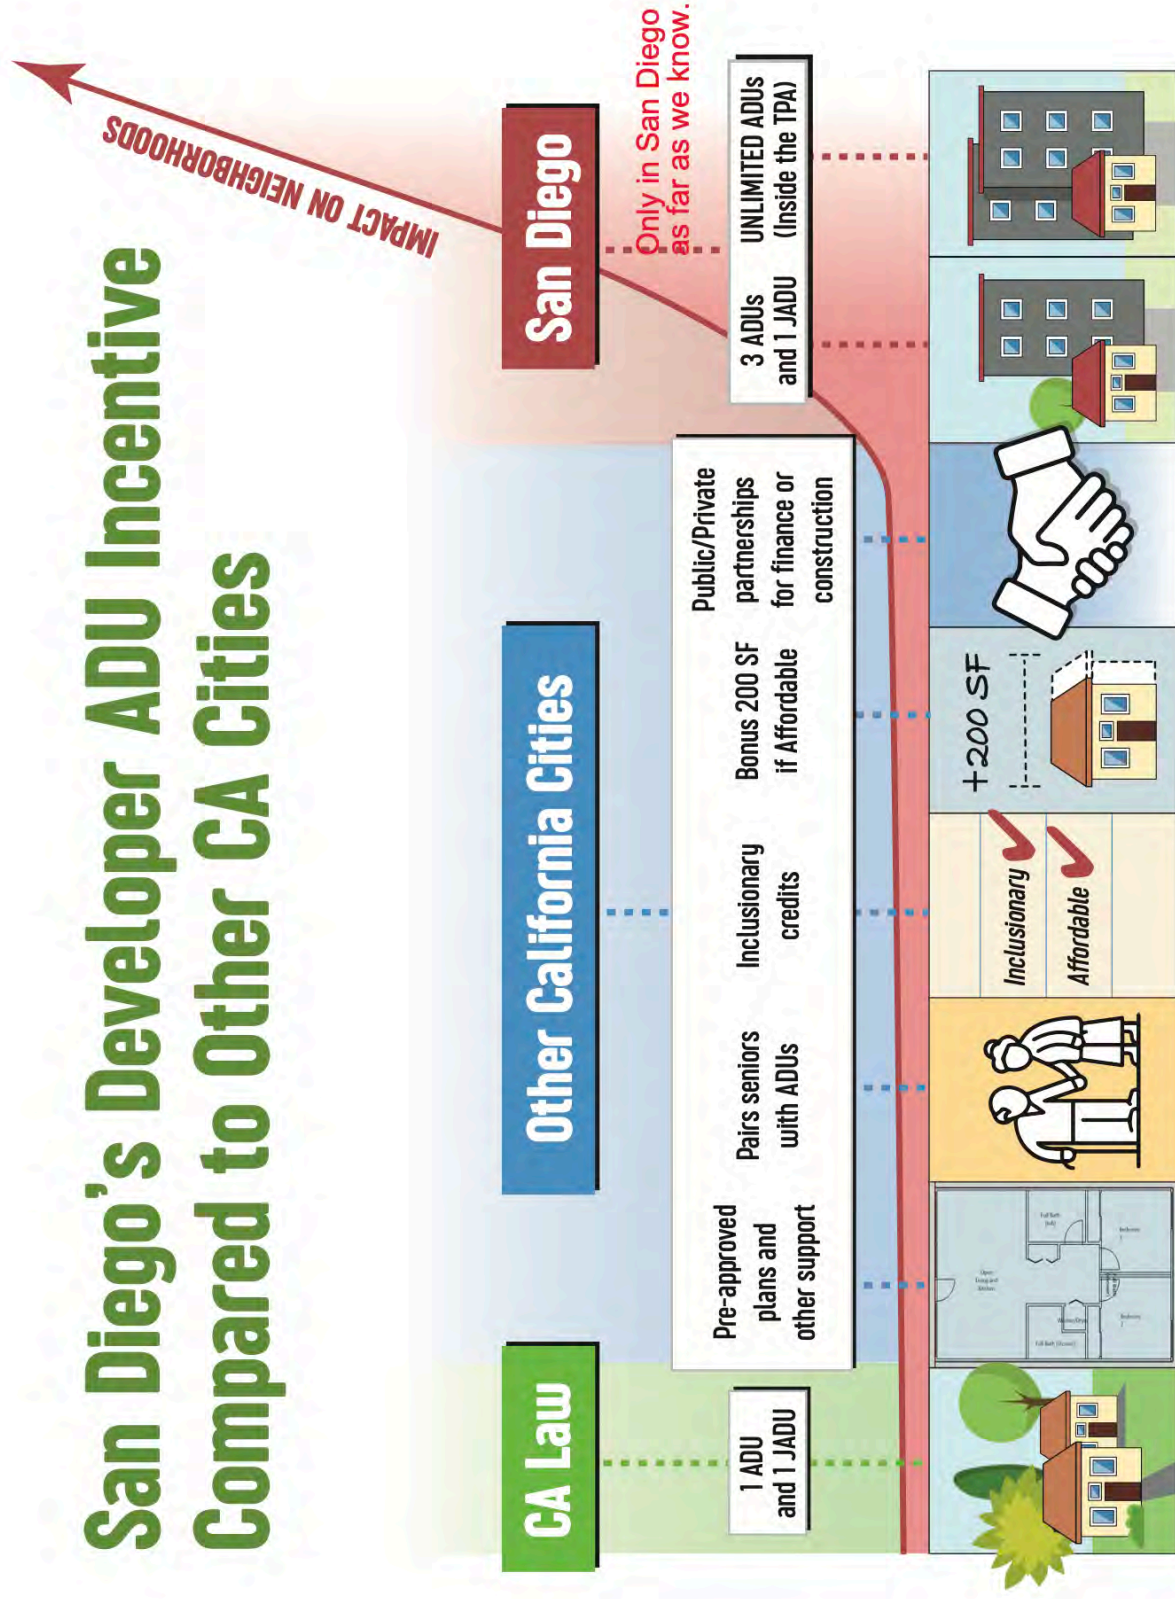 San Diego's Developer ADU Incentive
Compared to Other CA Cities
IMPACT ON NEIGHBORHOODS
CA Law
Other California Cities
San Diego
Only in San Diego
as far as we know.
1 ADU
and 1 JADU
Pre-approved
plans and
other support
Pairs seniors
with ADUs
Inclusionary
credits
Bonus 200 SF
if Affordable
Public/Private
partnerships
for finance or
construction
3 ADUs
and 1 JADU
UNLIMITED ADUs
(Inside the TPA)
Inclusionary
Affordable
+200 SF